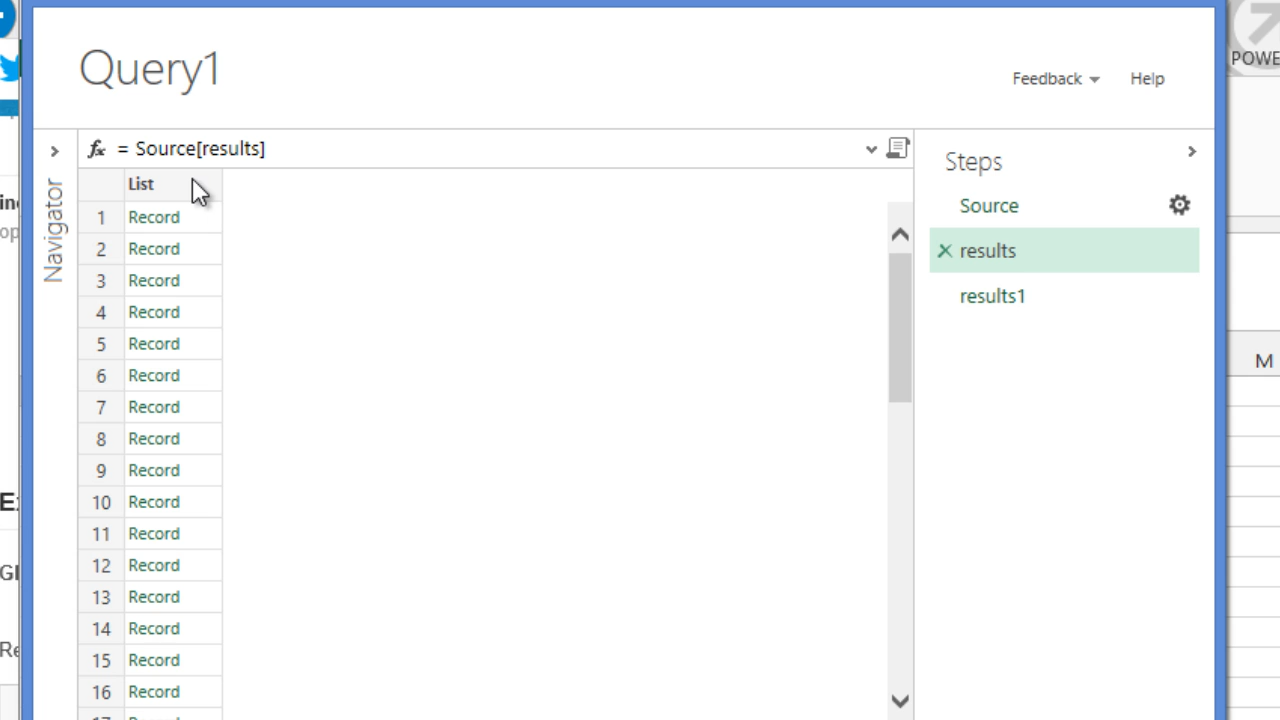 Query1
Feedback
Help
POWE
= Source[results]
Navigator
List
1 Record
2 Record
3 Record
4 Record
5 Record
6 Record
7 Record
8 Record
9 Record
10 Record
11 Record
12 Record
13 Record
14 Record
15 Record
16 Record
Steps
Source
results
results1
M